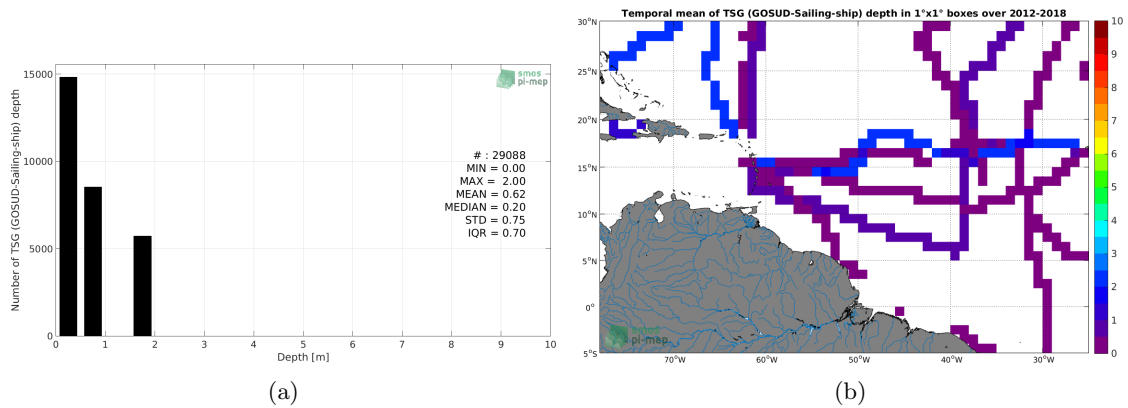 15000
10000
5000
0
Number of TSG (GOSUD-Sailing-ship) depth
smos
pi-mep
# : 29088
MIN = 0.00
MAX = 2.00
MEAN = 0.62
MEDIAN = 0.20
STD = 0.75
IQR = 0.70
0 1 2 3 4 5 6 7 8 9 10
Depth [m]
(a)
Temporal mean of TSG (GOSUD-Sailing-ship) depth in 1°x1° boxes over 2012-2018
30°N
25°N
20°N
15°N
10°N
5°N
0°
5°S
70°W 60°W 50°W 40°W 30°W
smos
pi-mep
10
9
8
7
6
5
4
3
2
1
0
(b)